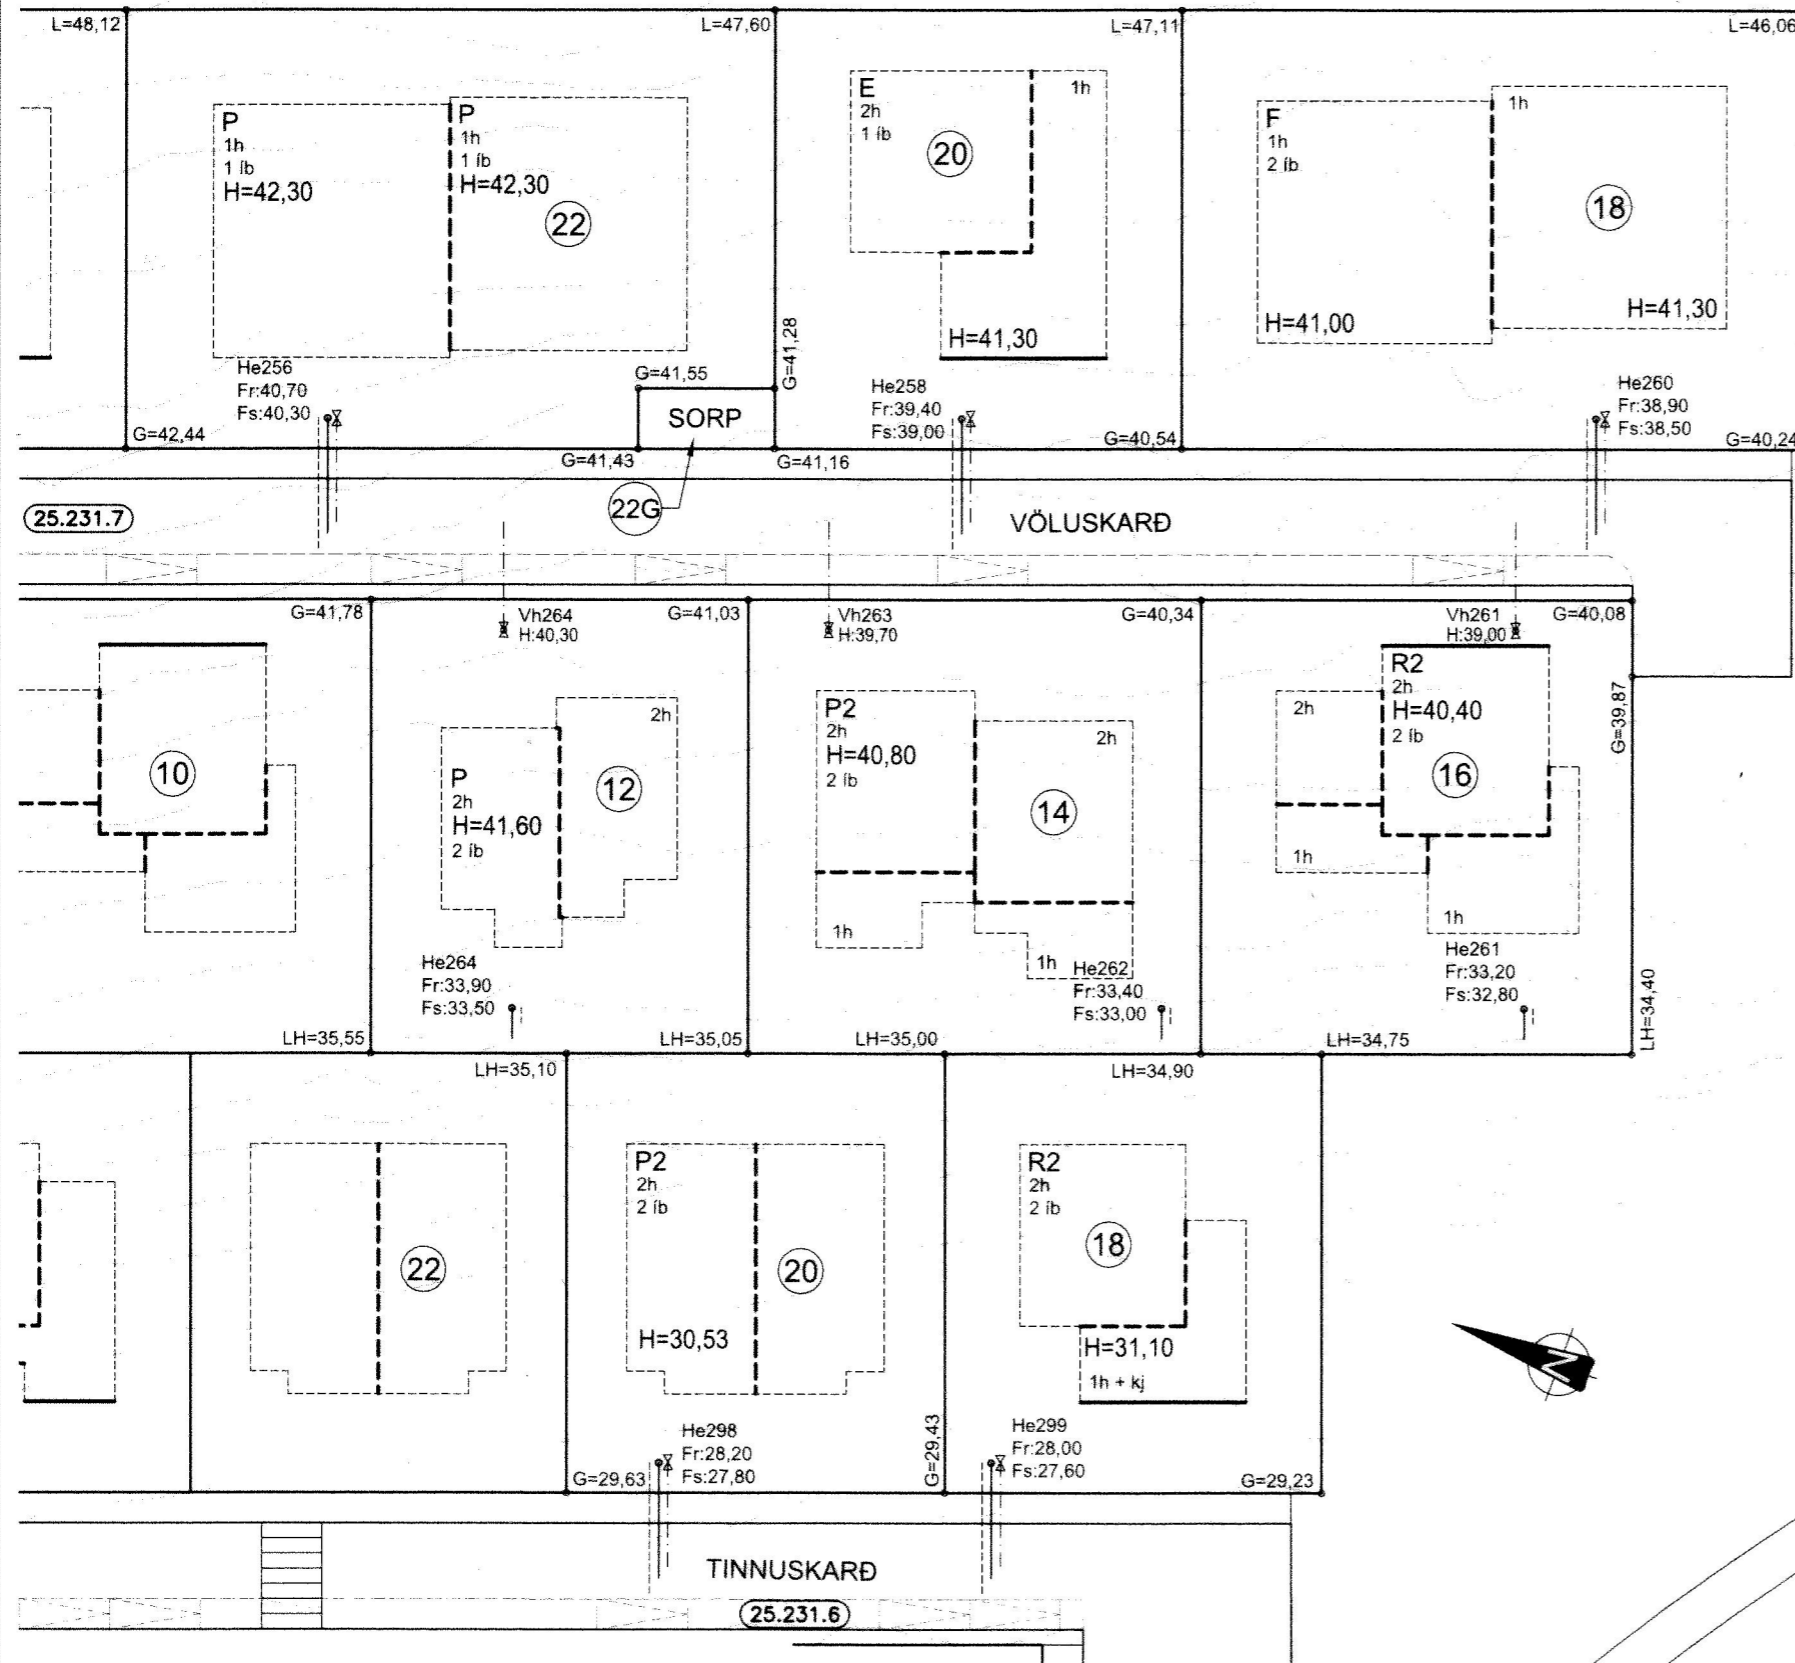 L=48,12
L=47,60
L=47,11
L=46,06
P
1h
1 íb
H=42,30
P
1h
1 íb
H=42,30
22
E
2h
1 íb
20
1h
H=41,30
F
1h
2 íb
H=41,00
1h
18
H=41,30
He256
Fr:40,70
Fs:40,30
G=41,55
SORP
G=41,28
He258
Fr:39,40
Fs:39,00
He260
Fr:38,90
Fs:38,50
G=42,44
G=41,43
G=41,16
G=40,54
G=40,24
25.231.7
22G
VÖLUSKARÐ
G=41,78
Vh264
H:40,30
G=41,03
Vh263
H:39,70
G=40,34
Vh261
H:39,00
G=40,08
G=39,87
10
P
2h
H=41,60
2 íb
2h
12
P2
2h
H=40,80
2 íb
2h
14
1h
1h
2h
R2
2h
H=40,40
2 íb
16
1h
1h
He264
Fr:33,90
Fs:33,50
He262
Fr:33,40
Fs:33,00
He261
Fr:33,20
Fs:32,80
LH=34,40
LH=35,55
LH=35,05
LH=35,00
LH=34,75
LH=35,10
LH=34,90
22
P2
2h
2 íb
20
H=30,53
R2
2h
2 íb
18
H=31,10
1h + kj
N
He298
Fr:28,20
Fs:27,80
G=29,43
He299
Fr:28,00
Fs:27,60
G=29,63
G=29,23
TINNUSKARÐ
25.231.6